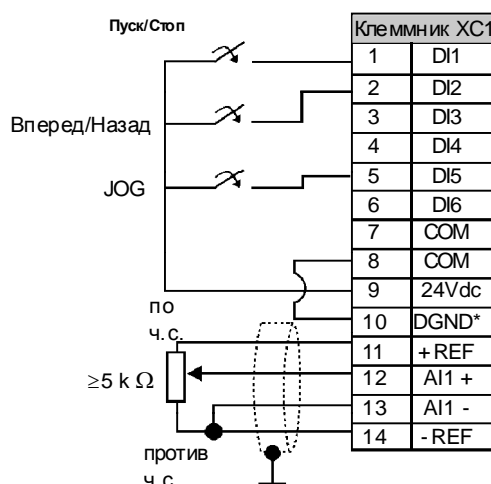 Пуск/Стоп
Клеммник XC1
1 DI1
2 DI2
3 DI3
Вперед/Назад
4 DI4
JOG
5 DI5
6 DI6
7 COM
8 COM
9 24Vdc
10 DGND*
по
ч.с.
11 +REF
≥5 k Ω
12 AI1 +
13 AI1 -
14 -REF
против
ч.с